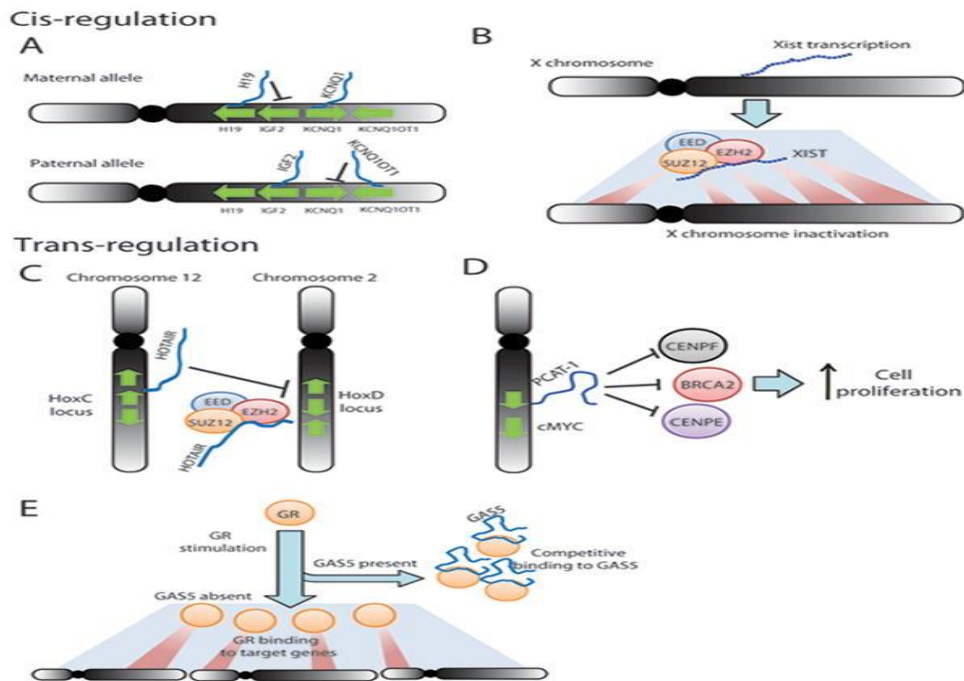 Cis-regulation
A
Maternal allele
H19
KCNQ1
H19 IGF2 KCNQ1 KCNQ1OT1
Paternal allele
IGF2
KCNQ1OT1
H19 IGF2 KCNQ1 KCNQ1OT1
B
Xist transcription
X chromosome
EED
SUZ12
EZH2
XIST
X chromosome inactivation
Trans-regulation
C
Chromosome 12
Chromosome 2
HOTAIR
HoxC
locus
EED
SUZ12
EZH2
HoxD
locus
HOTAIR
D
PCAT-1
cMYC
CENPF
BRCA2
CENPE
Cell
proliferation
E
GR
GR
stimulation
GAS5 present
GAS5
Competitive
binding to GAS5
GAS5 absent
GR binding
to target genes